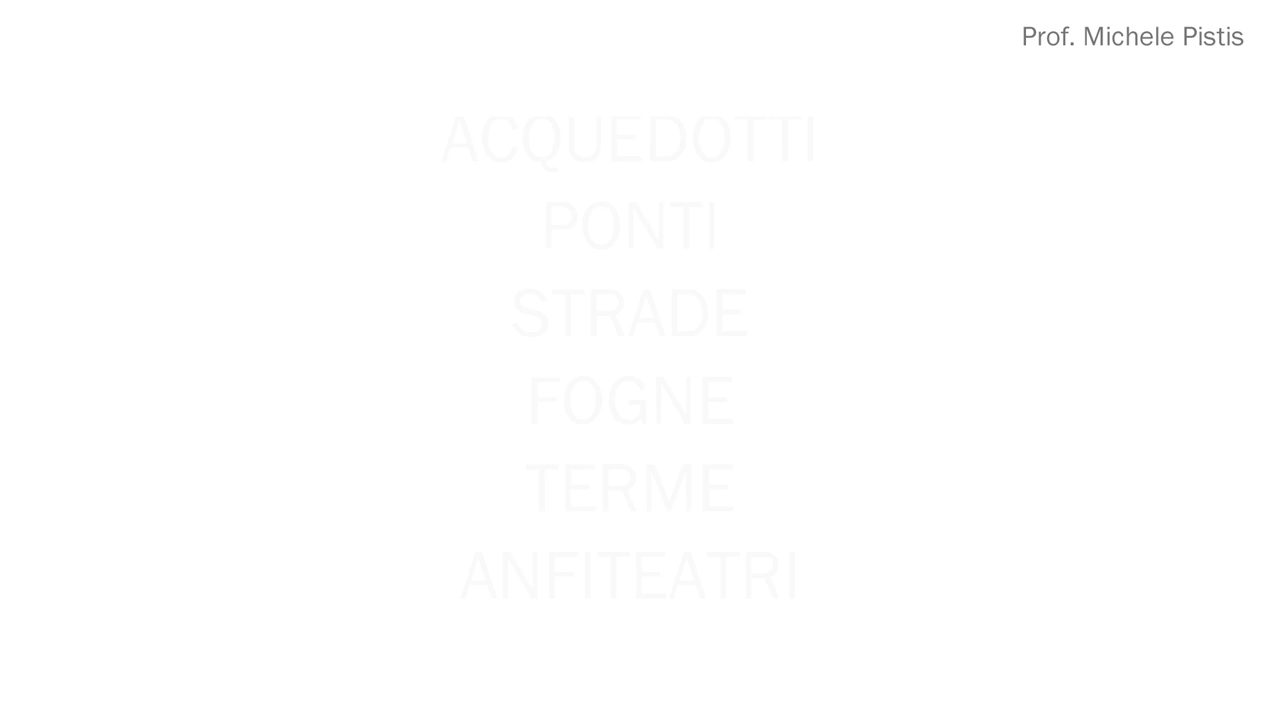 Prof. Michele Pistis
ACQUEDOTTI
PONTI
STRADE
FOGNE
TERME
ANFITEATRI